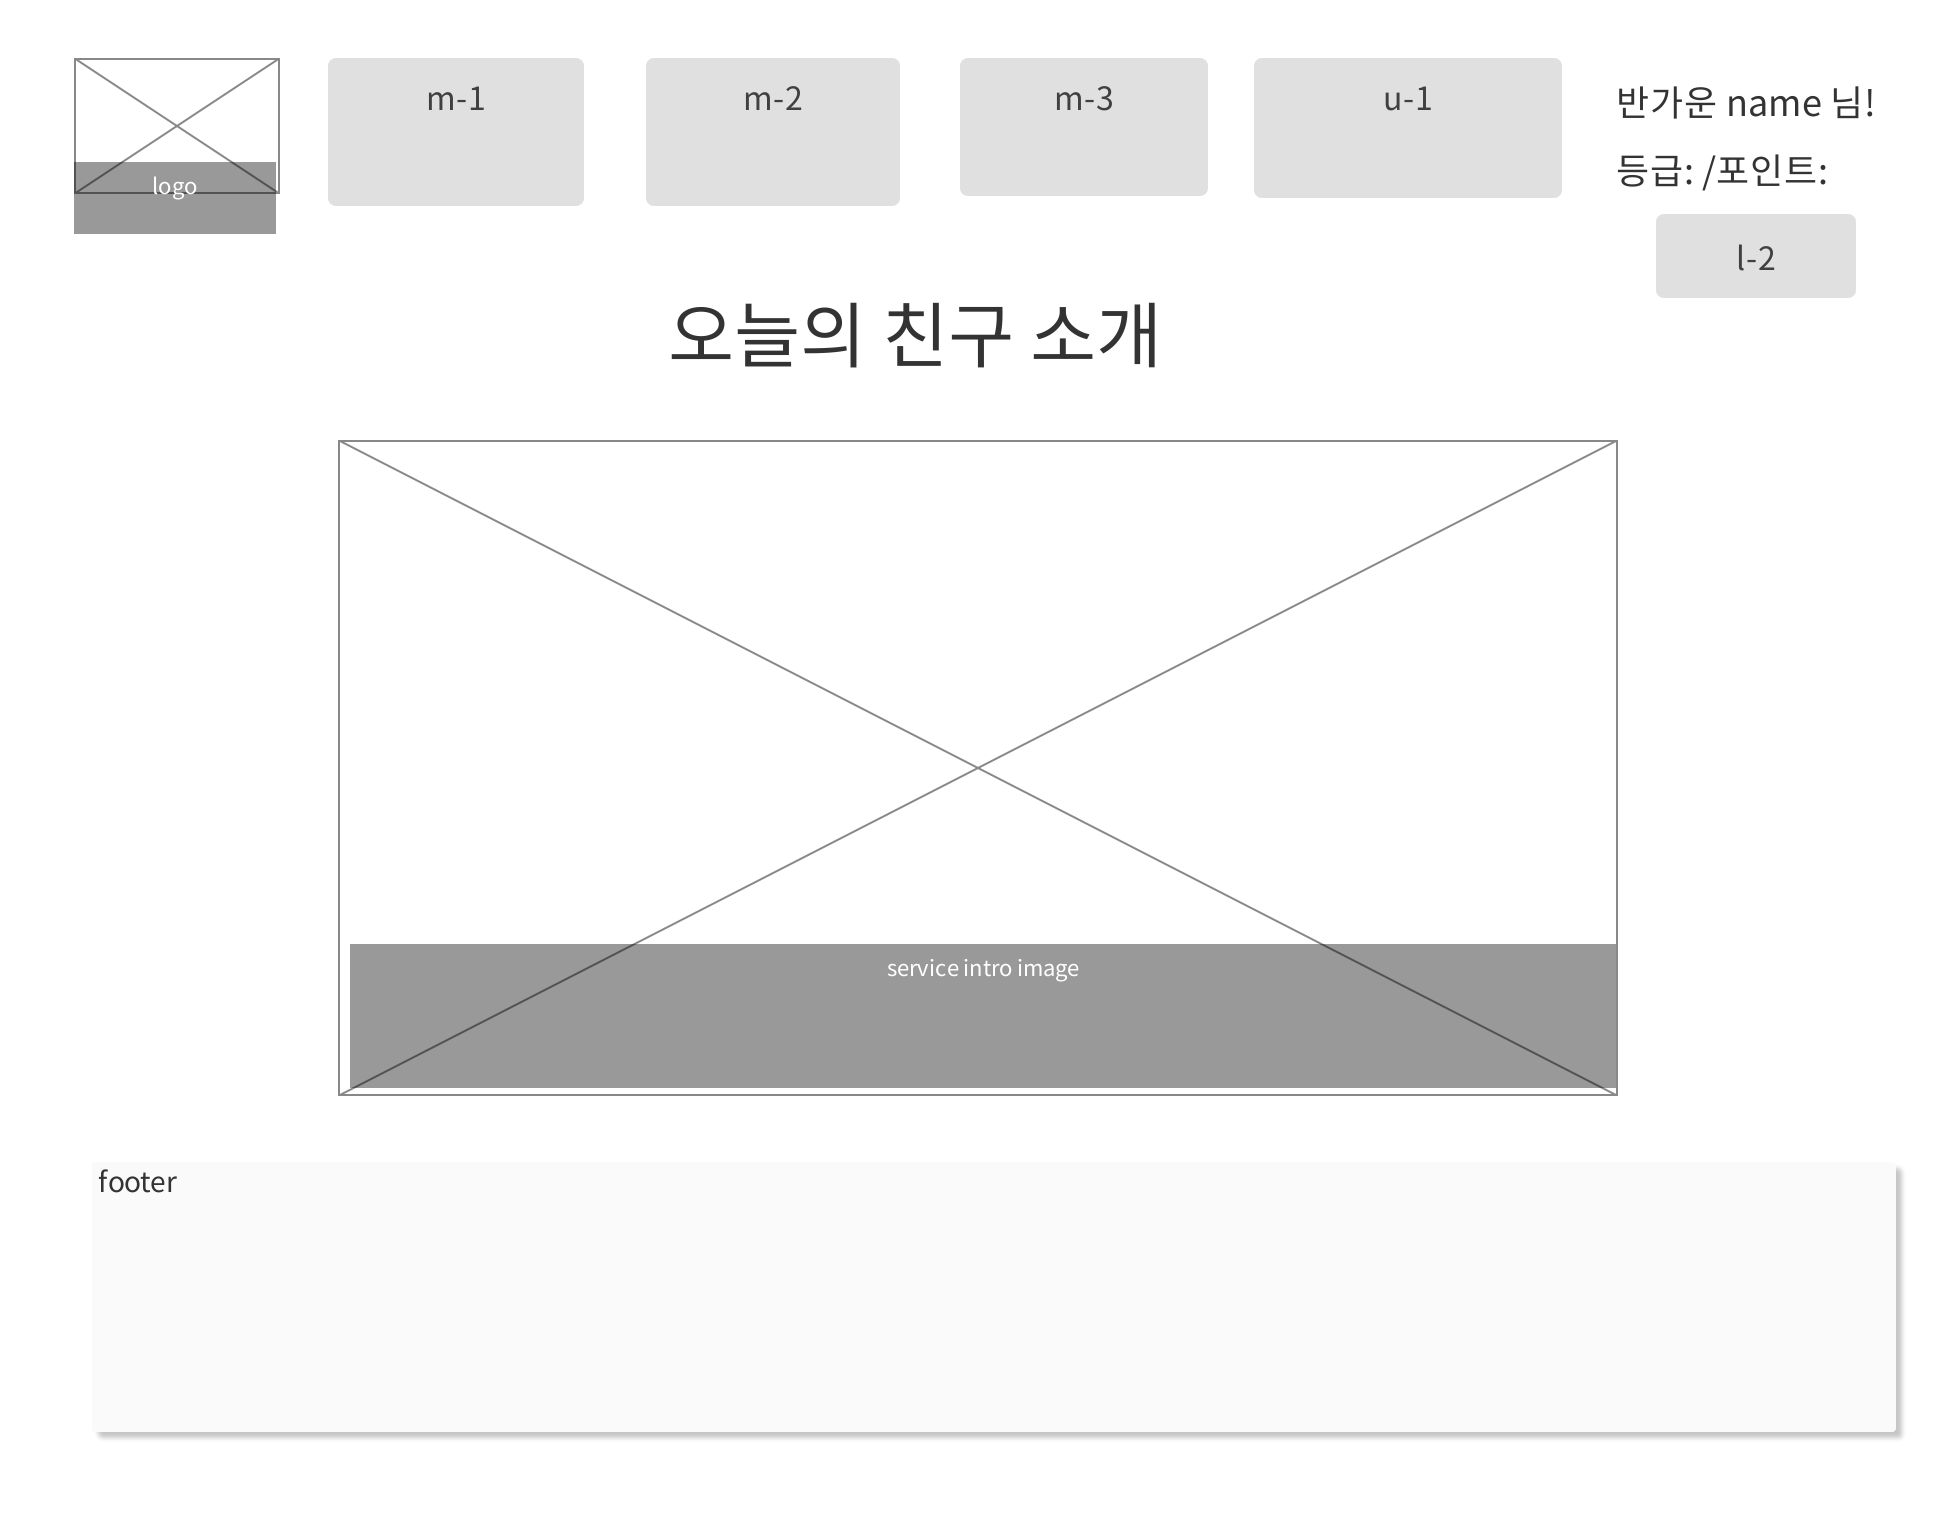 logo
m-1
m-2
m-3
u-1
반가운 name 님!
등급: /포인트:
l-2
오늘의 친구 소개
service intro image
footer